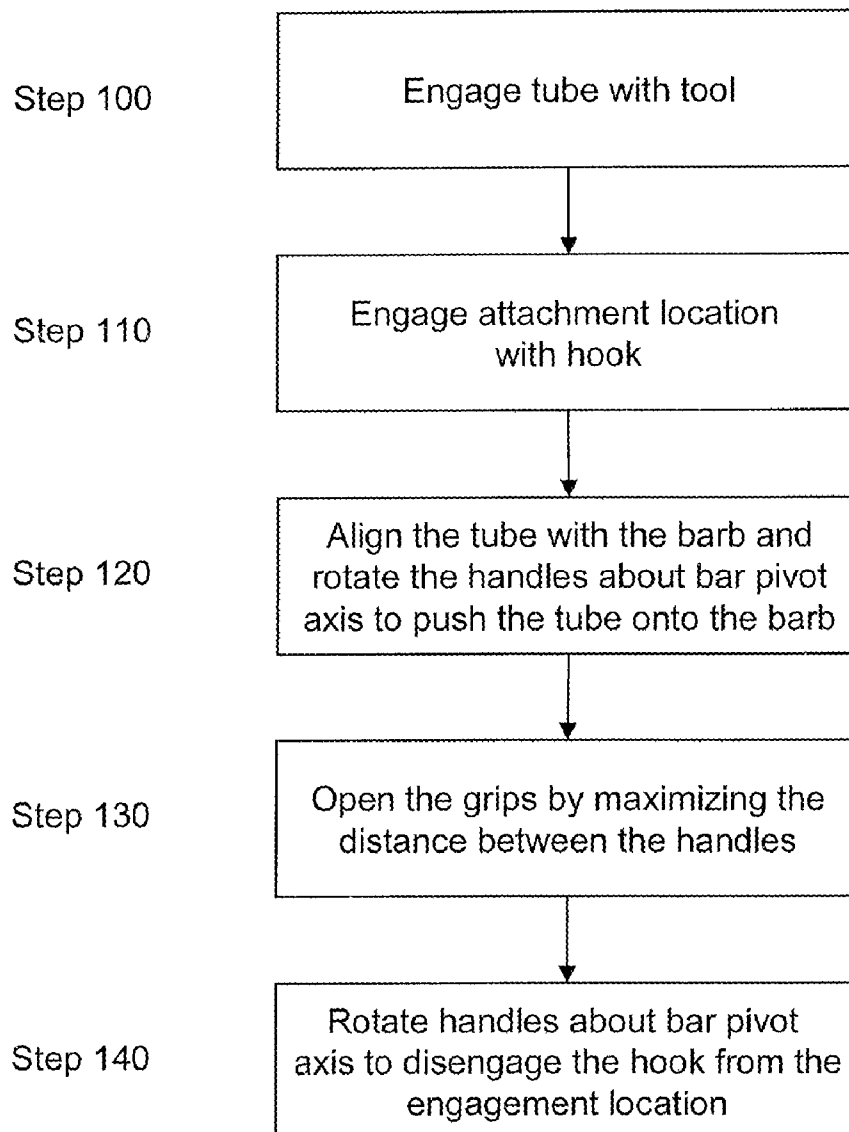 Step 100
Engage tube with tool
Step 110
Engage attachment location
with hook
Step 120
Align the tube with the barb and
rotate the handles about bar pivot
axis to push the tube onto the barb
Step 130
Open the grips by maximizing the
distance between the handles
Step 140
Rotate handles about bar pivot
axis to disengage the hook from the
engagement location